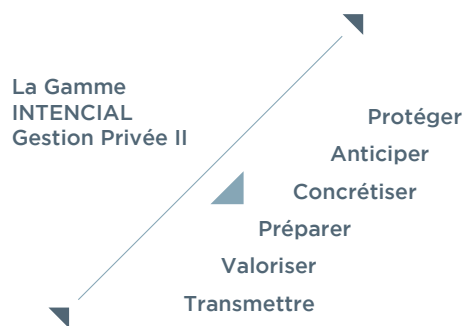 La Gamme
INTENCIAL
Gestion Privée II
Protéger
Anticiper
Concrétiser
Préparer
Valoriser
Transmettre